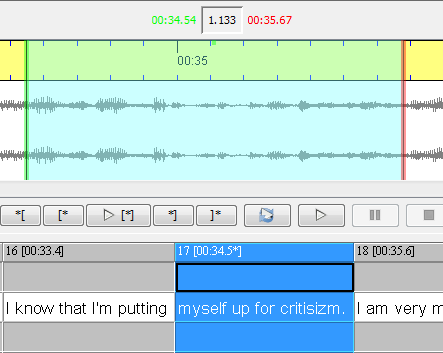 00:34.54 1.133 00:35.67
00:35
*[ [* [*] *] ]*
16 [00:33.4] 17 [00:34.5*] 18 [00:35.6]
I know that I'm putting myself up for critisizm. I am very m